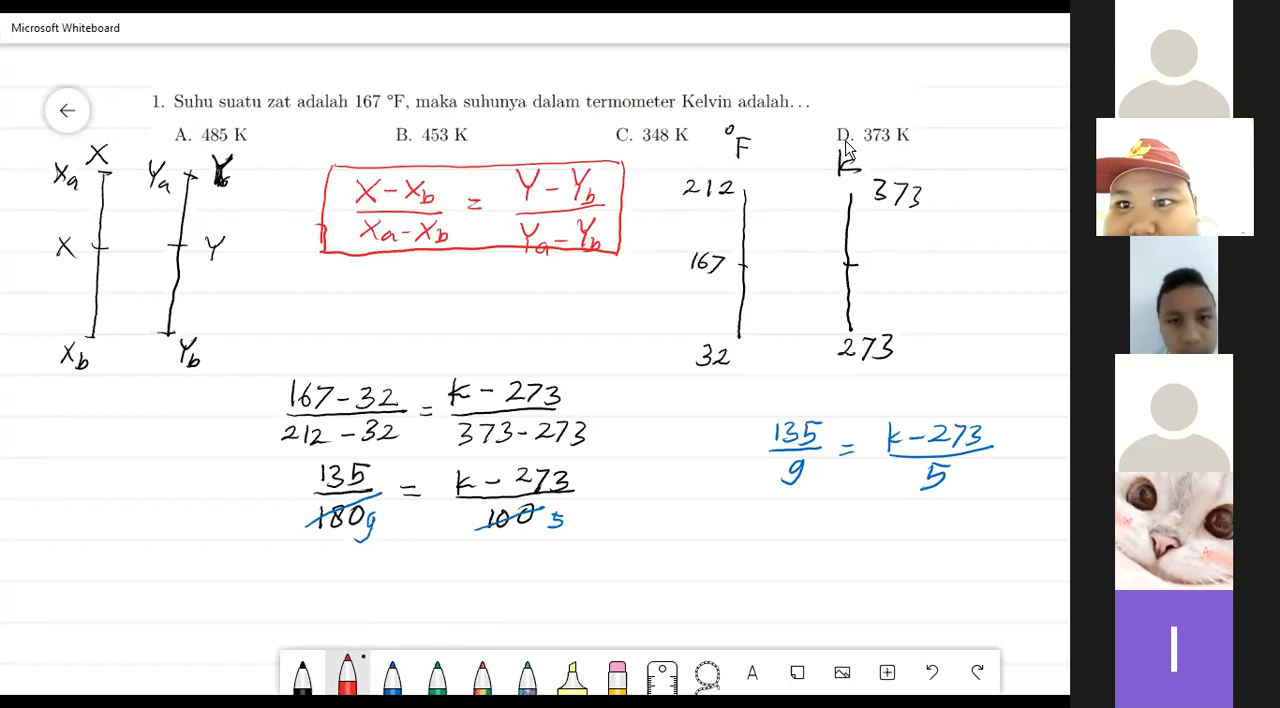 Microsoft Whiteboard
1. Suhu suatu zat adalah 167 °F, maka suhunya dalam termometer Kelvin adalah...
A. 485 K B. 453 K C. 348 K D. 373 K
X
Xa
Ya
X
Y
Xb
Yb
X - Xb / Xa - Xb = Y - Yb / Ya - Yb
°F K
212 373
167
32 273
167 - 32 / 212 - 32 = K - 273 / 373 - 273
135 / 180 9 = K - 273 / 100 5
135 / 9 = K - 273 / 5
A
I